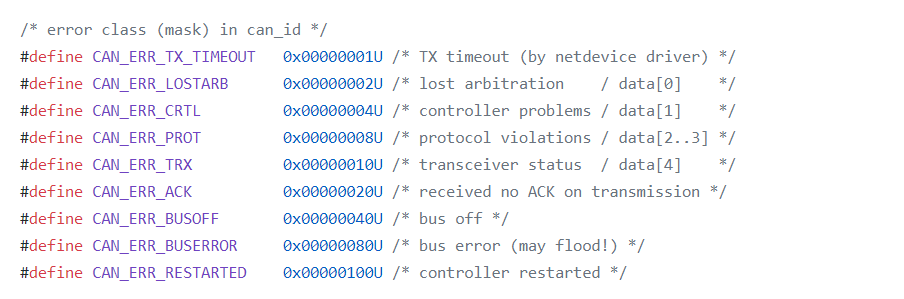 /* error class (mask) in can_id */
#define CAN_ERR_TX_TIMEOUT   0x00000001U /* TX timeout (by netdevice driver) */
#define CAN_ERR_LOSTARB      0x00000002U /* lost arbitration    / data[0]    */
#define CAN_ERR_CRTL         0x00000004U /* controller problems / data[1]    */
#define CAN_ERR_PROT         0x00000008U /* protocol violations / data[2..3] */
#define CAN_ERR_TRX          0x00000010U /* transceiver status  / data[4]    */
#define CAN_ERR_ACK          0x00000020U /* received no ACK on transmission */
#define CAN_ERR_BUSOFF       0x00000040U /* bus off */
#define CAN_ERR_BUSERROR     0x00000080U /* bus error (may flood!) */
#define CAN_ERR_RESTARTED    0x00000100U /* controller restarted */